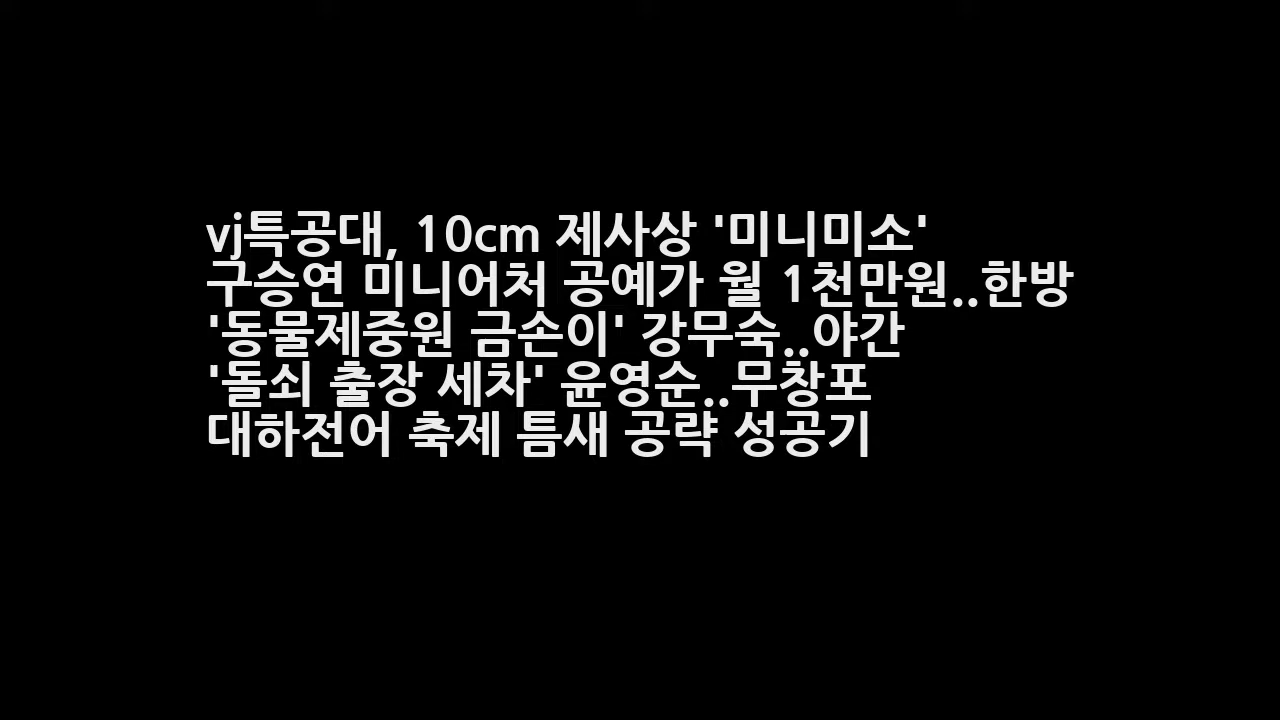 vj특공대, 10cm 제사상 '미니미소'
구승연 미니어처 공예가 월 1천만원..한방
'동물제중원 금손이' 강무숙..야간
'돌쇠 출장 세차' 윤영순..무창포
대하전어 축제 틈새 공략 성공기